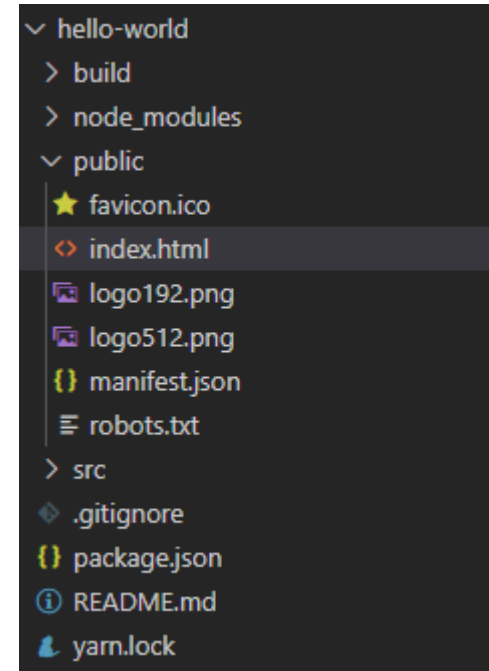 hello-world
build
node_modules
public
favicon.ico
index.html
logo192.png
logo512.png
manifest.json
robots.txt
src
.gitignore
package.json
README.md
yarn.lock